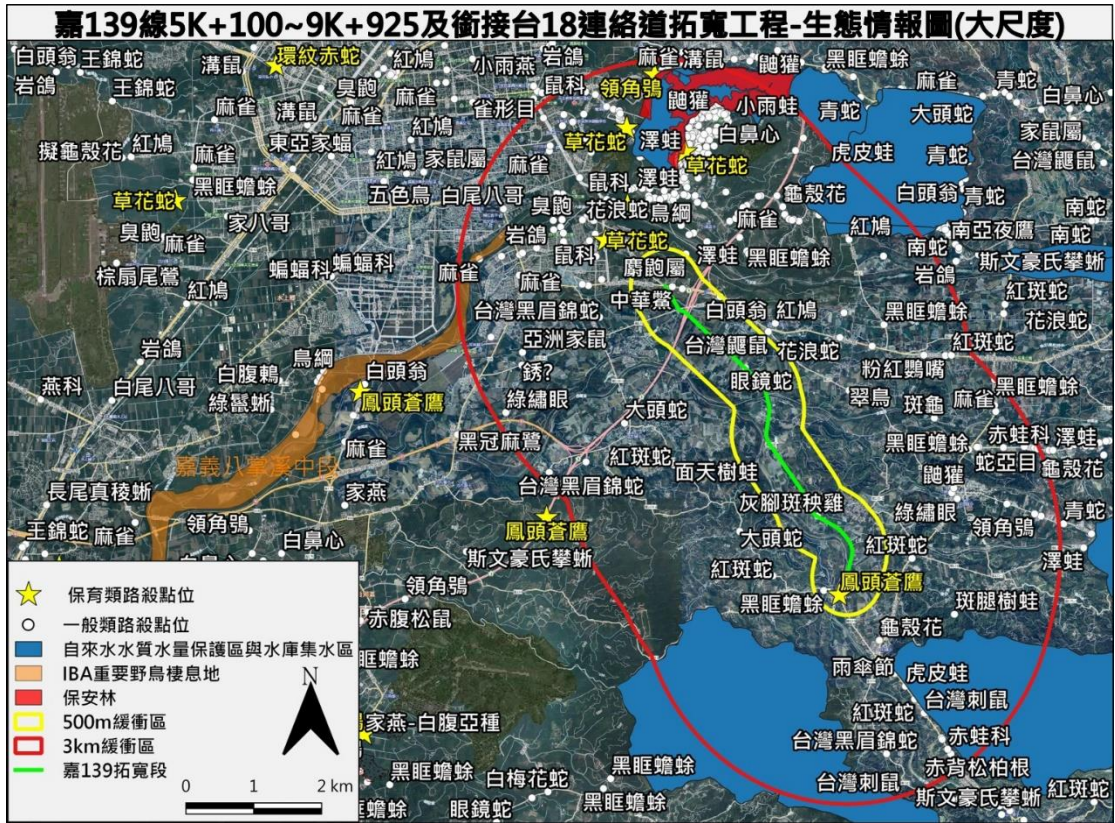 嘉139線5K+100~9K+925及銜接台18連絡道拓寬工程-生態情報圖(大尺度)
白頭翁 王錦蛇 溝鼠 環紋赤蛇 紅鳩 小雨燕 岩鴿 麻雀 溝鼠 鼬獾 黑眶蟾蜍
岩鴿 王錦蛇 臭鼩 鼠科 領角鴞 麻雀 青蛇
麻雀 溝鼠 麻雀 麻雀 雀形目 鼬獾 小雨蛙 青蛇 大頭蛇 白鼻心
紅鳩 東亞家蝠 紅鳩 草花蛇 澤蛙 白鼻心 家鼠屬
擬龜殼花 麻雀 紅鳩 家鼠屬 麻雀 草花蛇 虎皮蛙 青蛇 台灣鼴鼠
黑眶蟾蜍 五色鳥 白尾八哥 鼠科 澤蛙 龜殼花 白頭翁 青蛇
草花蛇 家八哥 臭鼩 花浪蛇 鳥綱 麻雀 紅鳩 南蛇
臭鼩 麻雀 岩鴿 鼠科 草花蛇 澤蛙 黑眶蟾蜍 南蛇 南亞夜鷹 南蛇
棕扇尾鶯 蝙蝠科 蝙蝠科 麻雀 麝鼩屬 岩鴿 斯文豪氏攀蜥
紅鳩 麻雀 中華鱉 白頭翁 紅鳩 黑眶蟾蜍 紅斑蛇
台灣黑眉錦蛇 花浪蛇
岩鴿 鳥綱 亞洲家鼠 台灣鼴鼠 花浪蛇 紅斑蛇
燕科 白尾八哥 白腹鶇 白頭翁 銹? 眼鏡蛇 粉紅鸚嘴 黑眶蟾蜍
綠鬣蜥 鳳頭蒼鷹 綠繡眼 大頭蛇 翠鳥 斑龜 麻雀
麻雀 黑冠麻鷺 黑眶蟾蜍 赤蛙科 澤蛙
嘉義八掌溪中段 紅斑蛇 面天樹蛙 蛇亞目 龜殼花
長尾真稜蜥 家燕 台灣黑眉錦蛇 鼬獾
王錦蛇 麻雀 領角鴞 灰腳斑秧雞 綠繡眼 領角鴞 青蛇
白鼻心 白鼻心 鳳頭蒼鷹 大頭蛇 紅斑蛇 澤蛙
斯文豪氏攀蜥 紅斑蛇 鳳頭蒼鷹
領角鴞 黑眶蟾蜍 斑腿樹蛙
赤腹松鼠 龜殼花
眶蟾蜍 雨傘節 虎皮蛙
台灣刺鼠
家燕-白腹亞種 紅斑蛇
台灣黑眉錦蛇 赤蛙科
黑眶蟾蜍 白梅花蛇 黑眶蟾蜍 台灣刺鼠 赤背松柏根
眶蟾蜍 眼鏡蛇 黑眶蟾蜍 斯文豪氏攀蜥 紅斑蛇
保育類路殺點位
一般類路殺點位
自來水水質水量保護區與水庫集水區
IBA重要野鳥棲息地
保安林
500m緩衝區
3km緩衝區
嘉139拓寬段
N
0 1 2 km